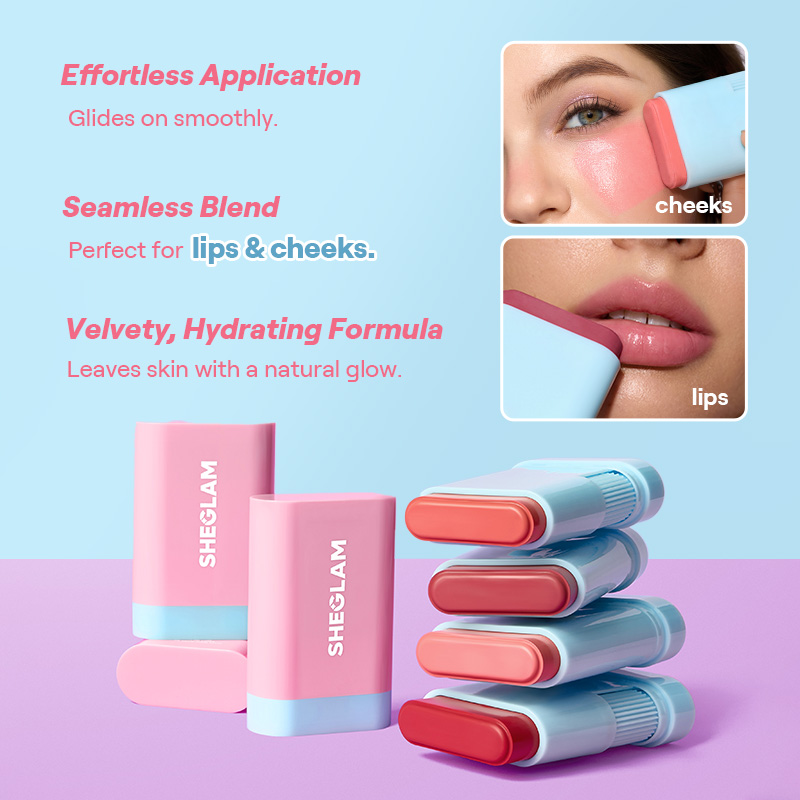 Effortless Application
Glides on smoothly.
Seamless Blend
Perfect for lips & cheeks.
Velvety, Hydrating Formula
Leaves skin with a natural glow.
cheeks
lips
SHEGLAM
SHEGLAM